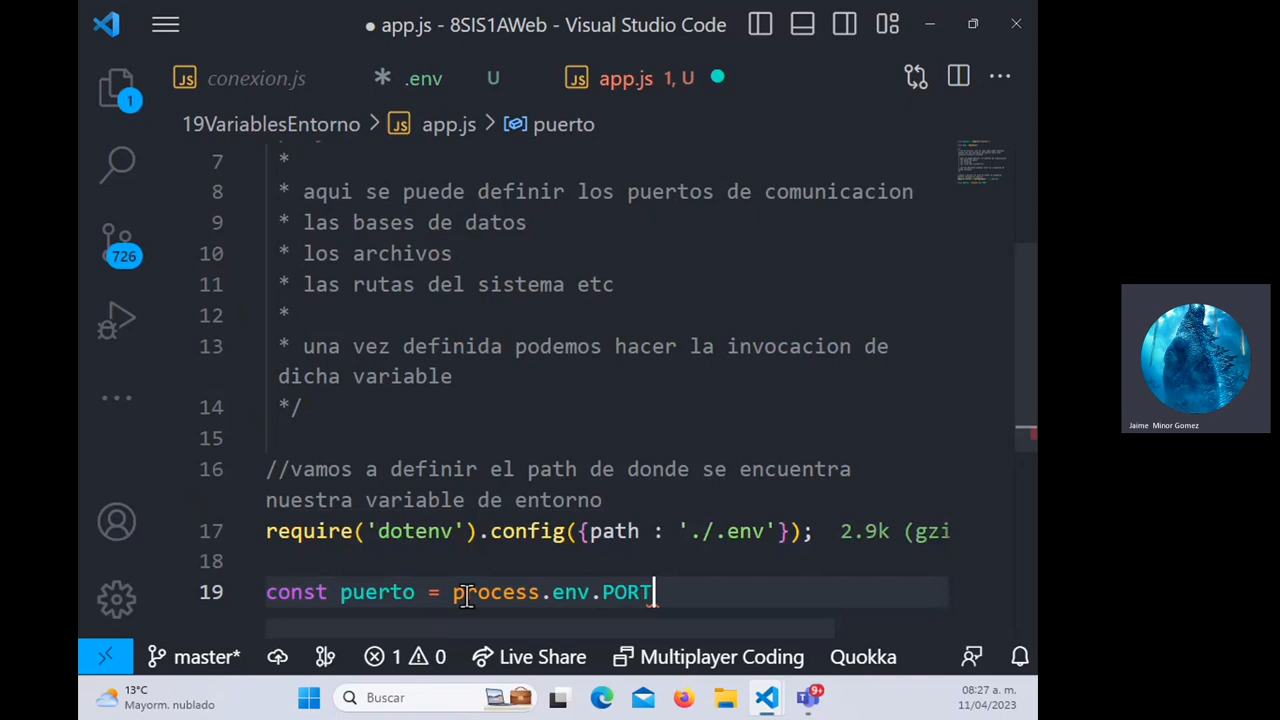 app.js - 8SIS1AWeb - Visual Studio Code
JS conexion.js
.env U
JS app.js 1, U
19VariablesEntorno > JS app.js > puerto
7 *
8 * aqui se puede definir los puertos de comunicacion
9 * las bases de datos
10 * los archivos
11 * las rutas del sistema etc
12 *
13 * una vez definida podemos hacer la invocacion de
dicha variable
14 */
15
16 //vamos a definir el path de donde se encuentra
nuestra variable de entorno
17 require('dotenv').config({path : './.env'}); 2.9k (gzi
18
19 const puerto = process.env.PORT
1
726
Jaime Minor Gomez
master* 1 0 Live Share Multiplayer Coding Quokka
13°C
Mayorm. nublado
Buscar
9+
08:27 a. m.
11/04/2023